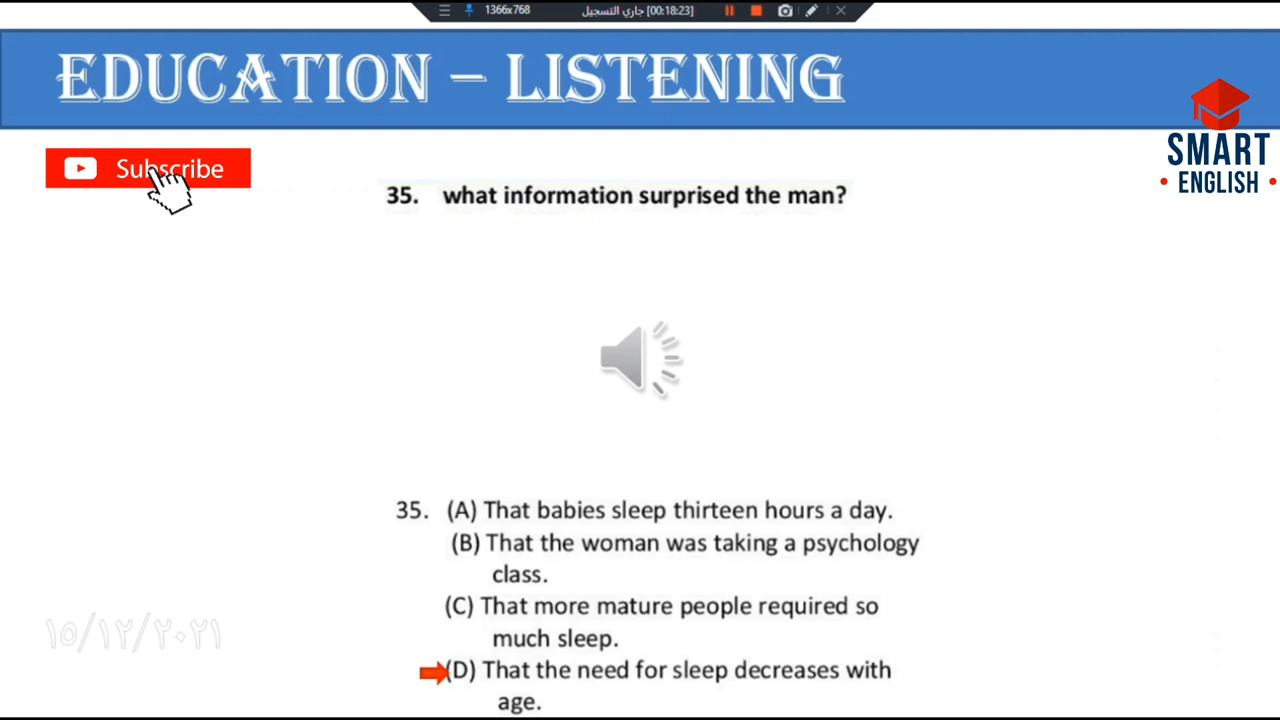 1366x768 جاري التسجيل [00:18:23]
EDUCATION – LISTENING
Subscribe
SMART
• ENGLISH •
35. what information surprised the man?
35. (A) That babies sleep thirteen hours a day.
(B) That the woman was taking a psychology
class.
(C) That more mature people required so
much sleep.
(D) That the need for sleep decreases with
age.
١٥/١٢/٢٠٢١